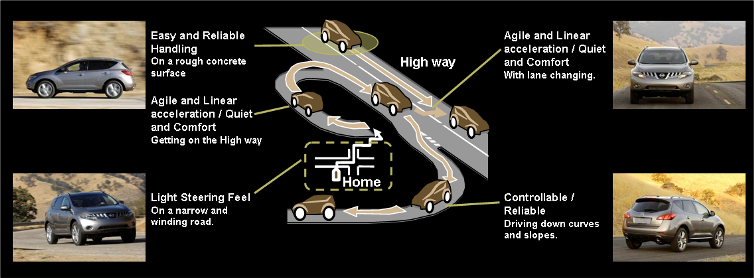 Easy and Reliable
Handling
On a rough concrete
surface
Agile and Linear
acceleration / Quiet
and Comfort
Getting on the High way
Light Steering Feel
On a narrow and
winding road.
High way
Home
Agile and Linear
acceleration / Quiet
and Comfort
With lane changing.
Controllable /
Reliable
Driving down curves
and slopes.